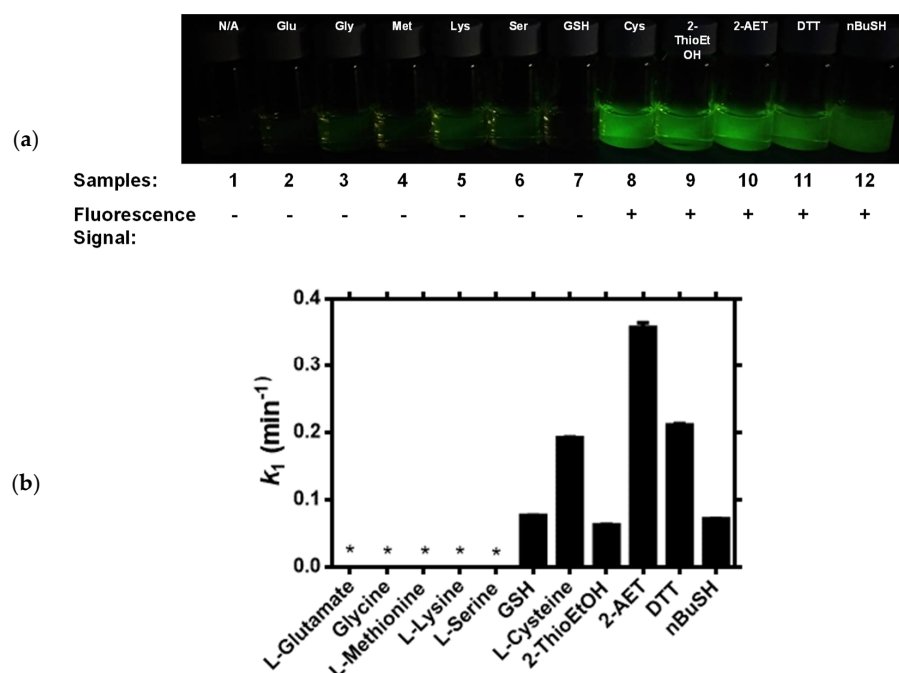 N/A Glu Gly Met Lys Ser GSH Cys 2-ThioEtOH 2-AET DTT nBuSH
(a)
Samples: 1 2 3 4 5 6 7 8 9 10 11 12
Fluorescence Signal: - - - - - - - + + + + +
0.4
0.3
0.2
0.1
0.0
k1 (min-1)
(b)
* * * * *
L-Glutamate
Glycine
L-Methionine
L-Lysine
L-Serine
GSH
L-Cysteine
2-ThioEtOH
2-AET
DTT
nBuSH